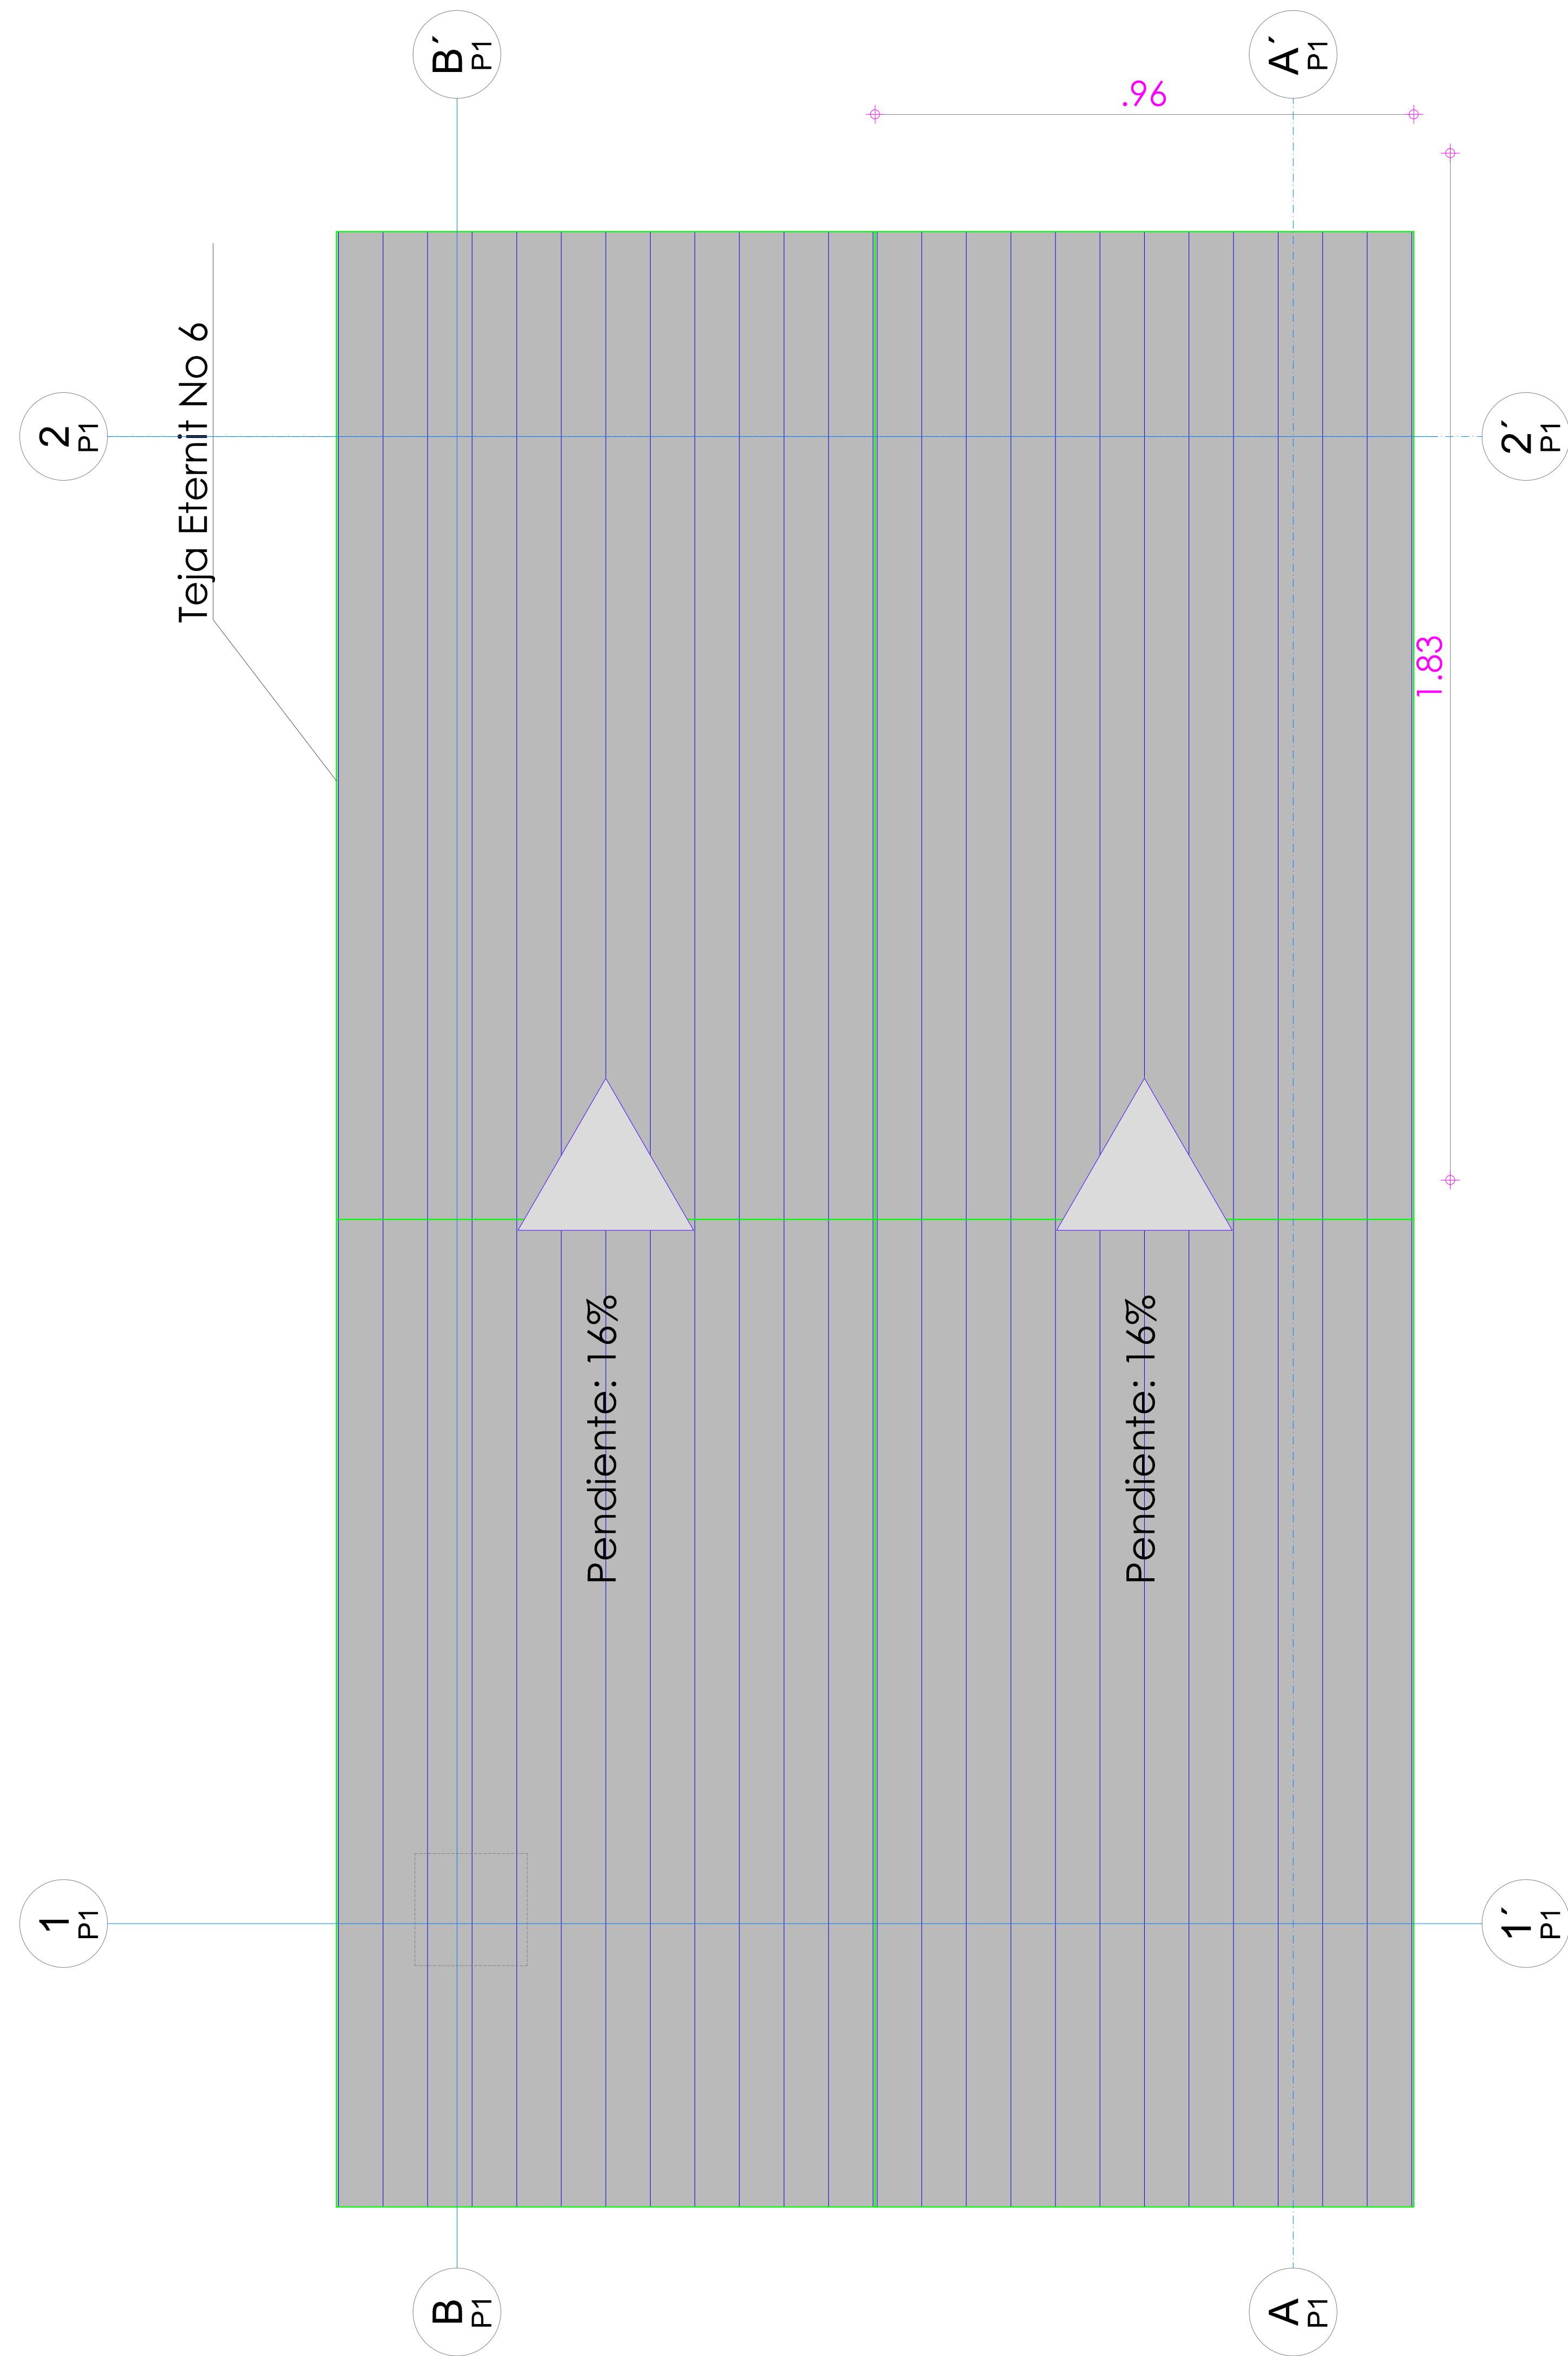 B´
P1
A´
P1
.96
Teja Eternit No 6
2
P1
2´
P1
1.83
Pendiente: 16%
Pendiente: 16%
1
P1
1´
P1
B
P1
A
P1